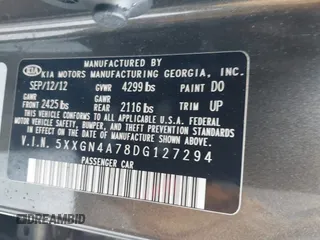 MANUFACTURED BY
KIA KIA MOTORS MANUFACTURING GEORGIA, INC.
SEP/12/12 GVWR 4299 lbs PAINT DO
GAWR GAWR
FRONT 2425 lbs REAR 2116 lbs TRIM UP
THIS VEHICLE CONFORMS TO ALL APPLICABLE FEDERAL
MOTOR VEHICLE SAFETY, BUMPER, AND THEFT PREVENTION
STANDARDS IN EFFECT ON THE DATE OF MANUFACTURE
SHOWN ABOVE.
V.I.N. 5XXGN4A78DG127294
PASSENGER CAR
DREAMBID